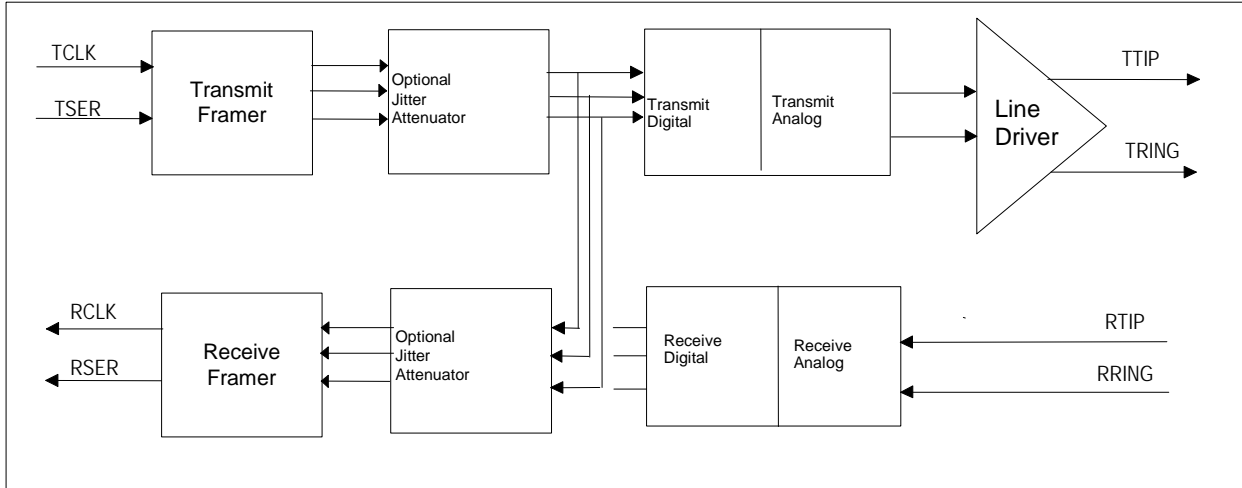 TCLK
TSER
Transmit
Framer
Optional
Jitter
Attenuator
Transmit
Digital
Transmit
Analog
Line
Driver
TTIP
TRING
RCLK
RSER
Receive
Framer
Optional
Jitter
Attenuator
Receive
Digital
Receive
Analog
RTIP
RRING